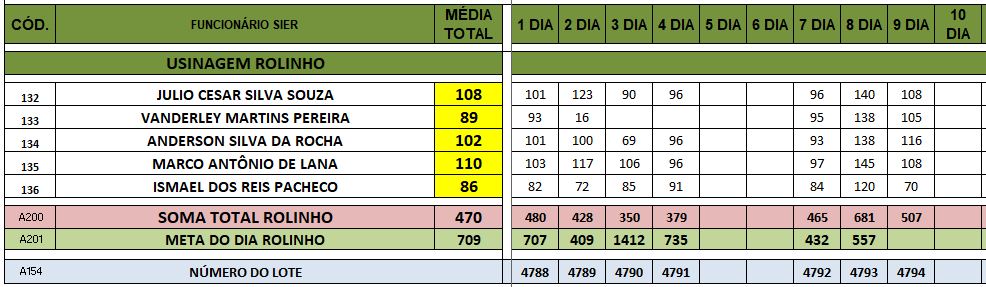 CÓD. FUNCIONÁRIO SIER MÉDIA TOTAL 1 DIA 2 DIA 3 DIA 4 DIA 5 DIA 6 DIA 7 DIA 8 DIA 9 DIA 10 DIA
USINAGEM ROLINHO
132 JULIO CESAR SILVA SOUZA 108 101 123 90 96 96 140 108
133 VANDERLEY MARTINS PEREIRA 89 93 16 95 138 105
134 ANDERSON SILVA DA ROCHA 102 101 100 69 96 93 138 116
135 MARCO ANTÔNIO DE LANA 110 103 117 106 96 97 145 108
136 ISMAEL DOS REIS PACHECO 86 82 72 85 91 84 120 70
A200 SOMA TOTAL ROLINHO 470 480 428 350 379 465 681 507
A201 META DO DIA ROLINHO 709 707 409 1412 735 432 557
A154 NÚMERO DO LOTE 4788 4789 4790 4791 4792 4793 4794